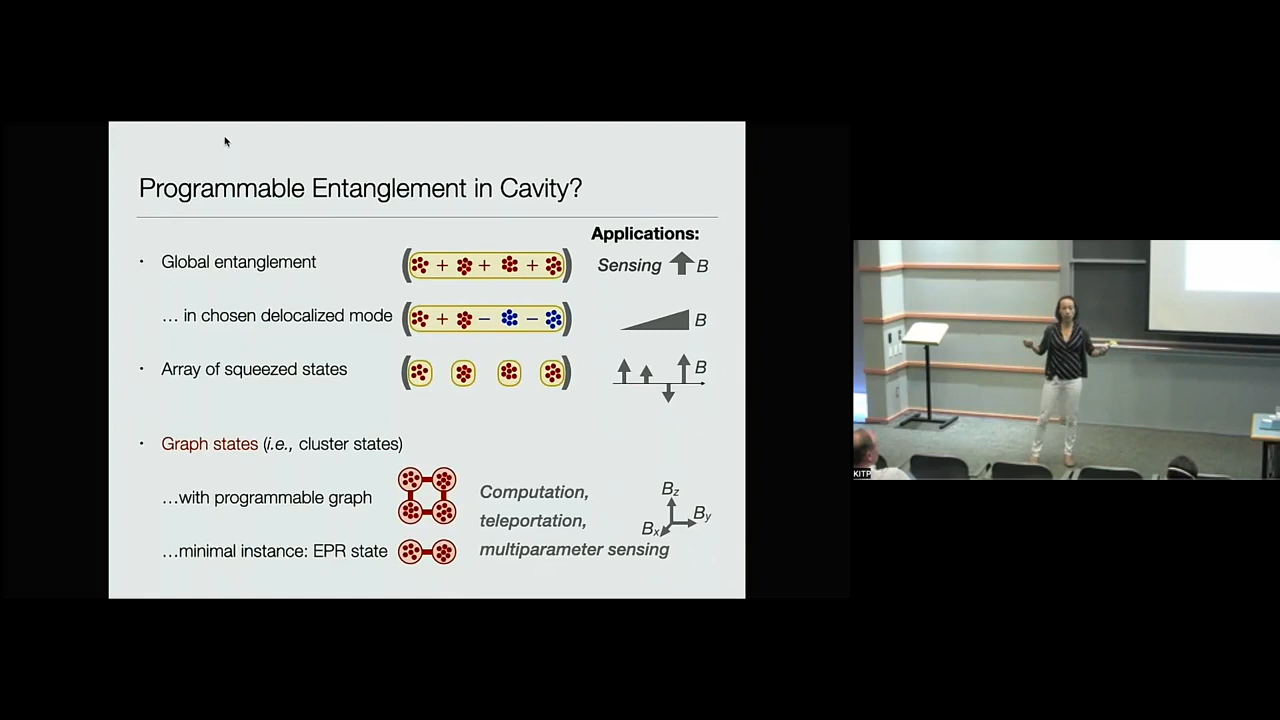 Programmable Entanglement in Cavity?
Applications:
· Global entanglement ( + + + ) Sensing B
… in chosen delocalized mode ( + − − ) B
· Array of squeezed states ( ) B
· Graph states (i.e., cluster states)
…with programmable graph
Computation,
teleportation,
multiparameter sensing
Bz
By
Bx
…minimal instance: EPR state
KITP